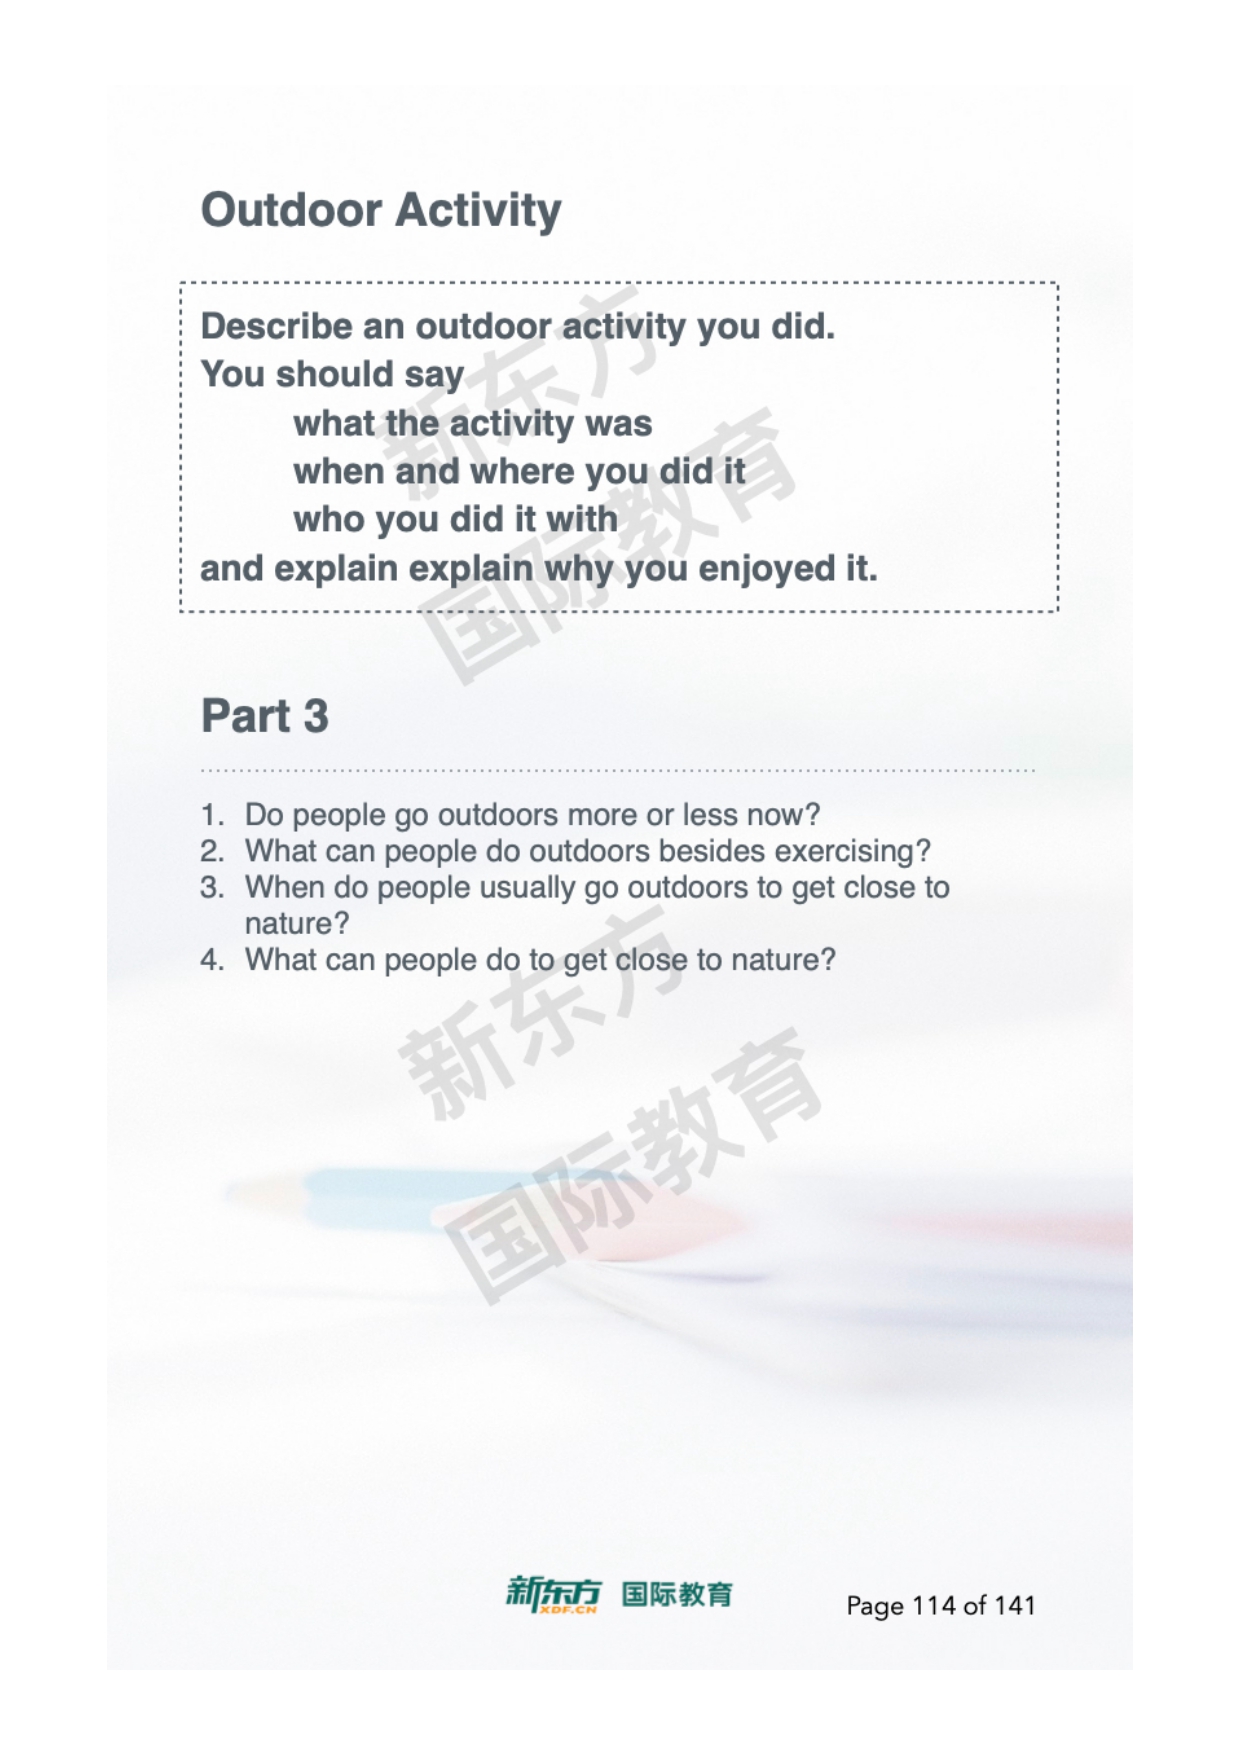 Outdoor Activity
Describe an outdoor activity you did.
You should say
what the activity was
when and where you did it
who you did it with
and explain explain why you enjoyed it.
新东方
国际教育
Part 3
1. Do people go outdoors more or less now?
2. What can people do outdoors besides exercising?
3. When do people usually go outdoors to get close to
nature?
4. What can people do to get close to nature?
新东方
国际教育
新东方 国际教育
XDF.CN
Page 114 of 141